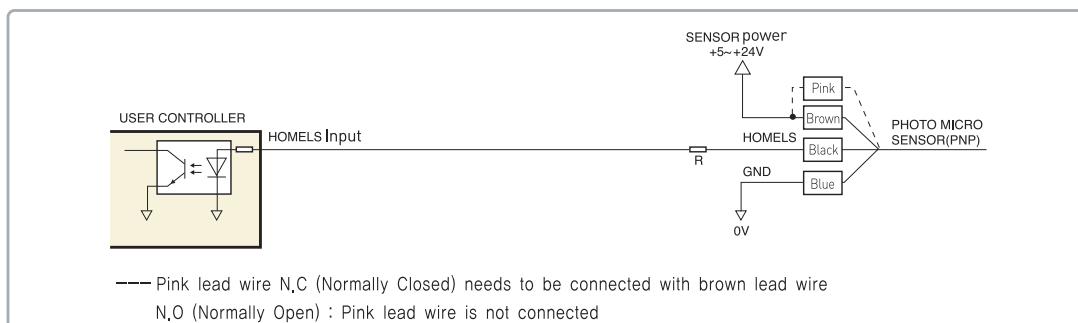 SENSOR power
+5~+24V
Pink
USER CONTROLLER
Brown
HOMELS Input
HOMELS
PHOTO MICRO
SENSOR(PNP)
Black
R
GND
Blue
0V
--- Pink lead wire N.C (Normally Closed) needs to be connected with brown lead wire
N.O (Normally Open) : Pink lead wire is not connected